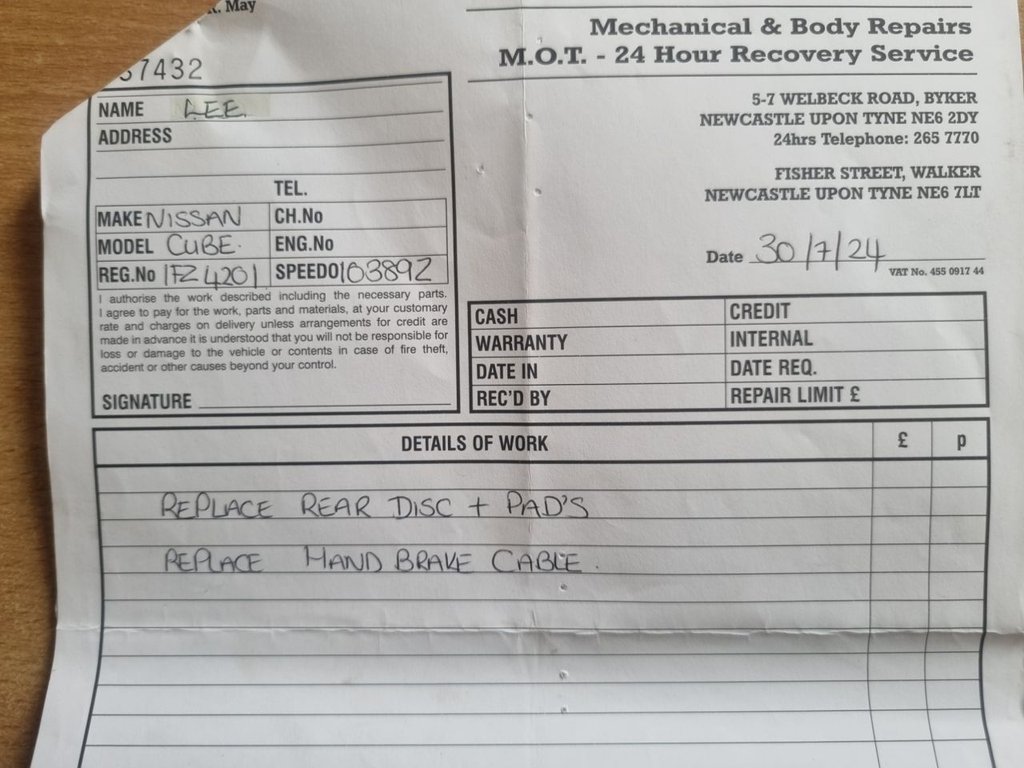 May
Mechanical & Body Repairs
M.O.T. - 24 Hour Recovery Service
37432
5-7 WELBECK ROAD, BYKER
NEWCASTLE UPON TYNE NE6 2DY
24hrs Telephone: 265 7770
FISHER STREET, WALKER
NEWCASTLE UPON TYNE NE6 7LT
Date 30/7/24
VAT No. 455 0917 44
NAME LEE
ADDRESS
TEL.
MAKE NISSAN CH.No
MODEL CUBE. ENG.No
REG.No IFZ 4201 SPEEDO 103892
I authorise the work described including the necessary parts.
I agree to pay for the work, parts and materials, at your customary
rate and charges on delivery unless arrangements for credit are
made in advance it is understood that you will not be responsible for
loss or damage to the vehicle or contents in case of fire theft,
accident or other causes beyond your control.
SIGNATURE
CASH CREDIT
WARRANTY INTERNAL
DATE IN DATE REQ.
REC'D BY REPAIR LIMIT £
DETAILS OF WORK £ p
REPLACE REAR DISC + PAD'S
REPLACE HAND BRAKE CABLE.